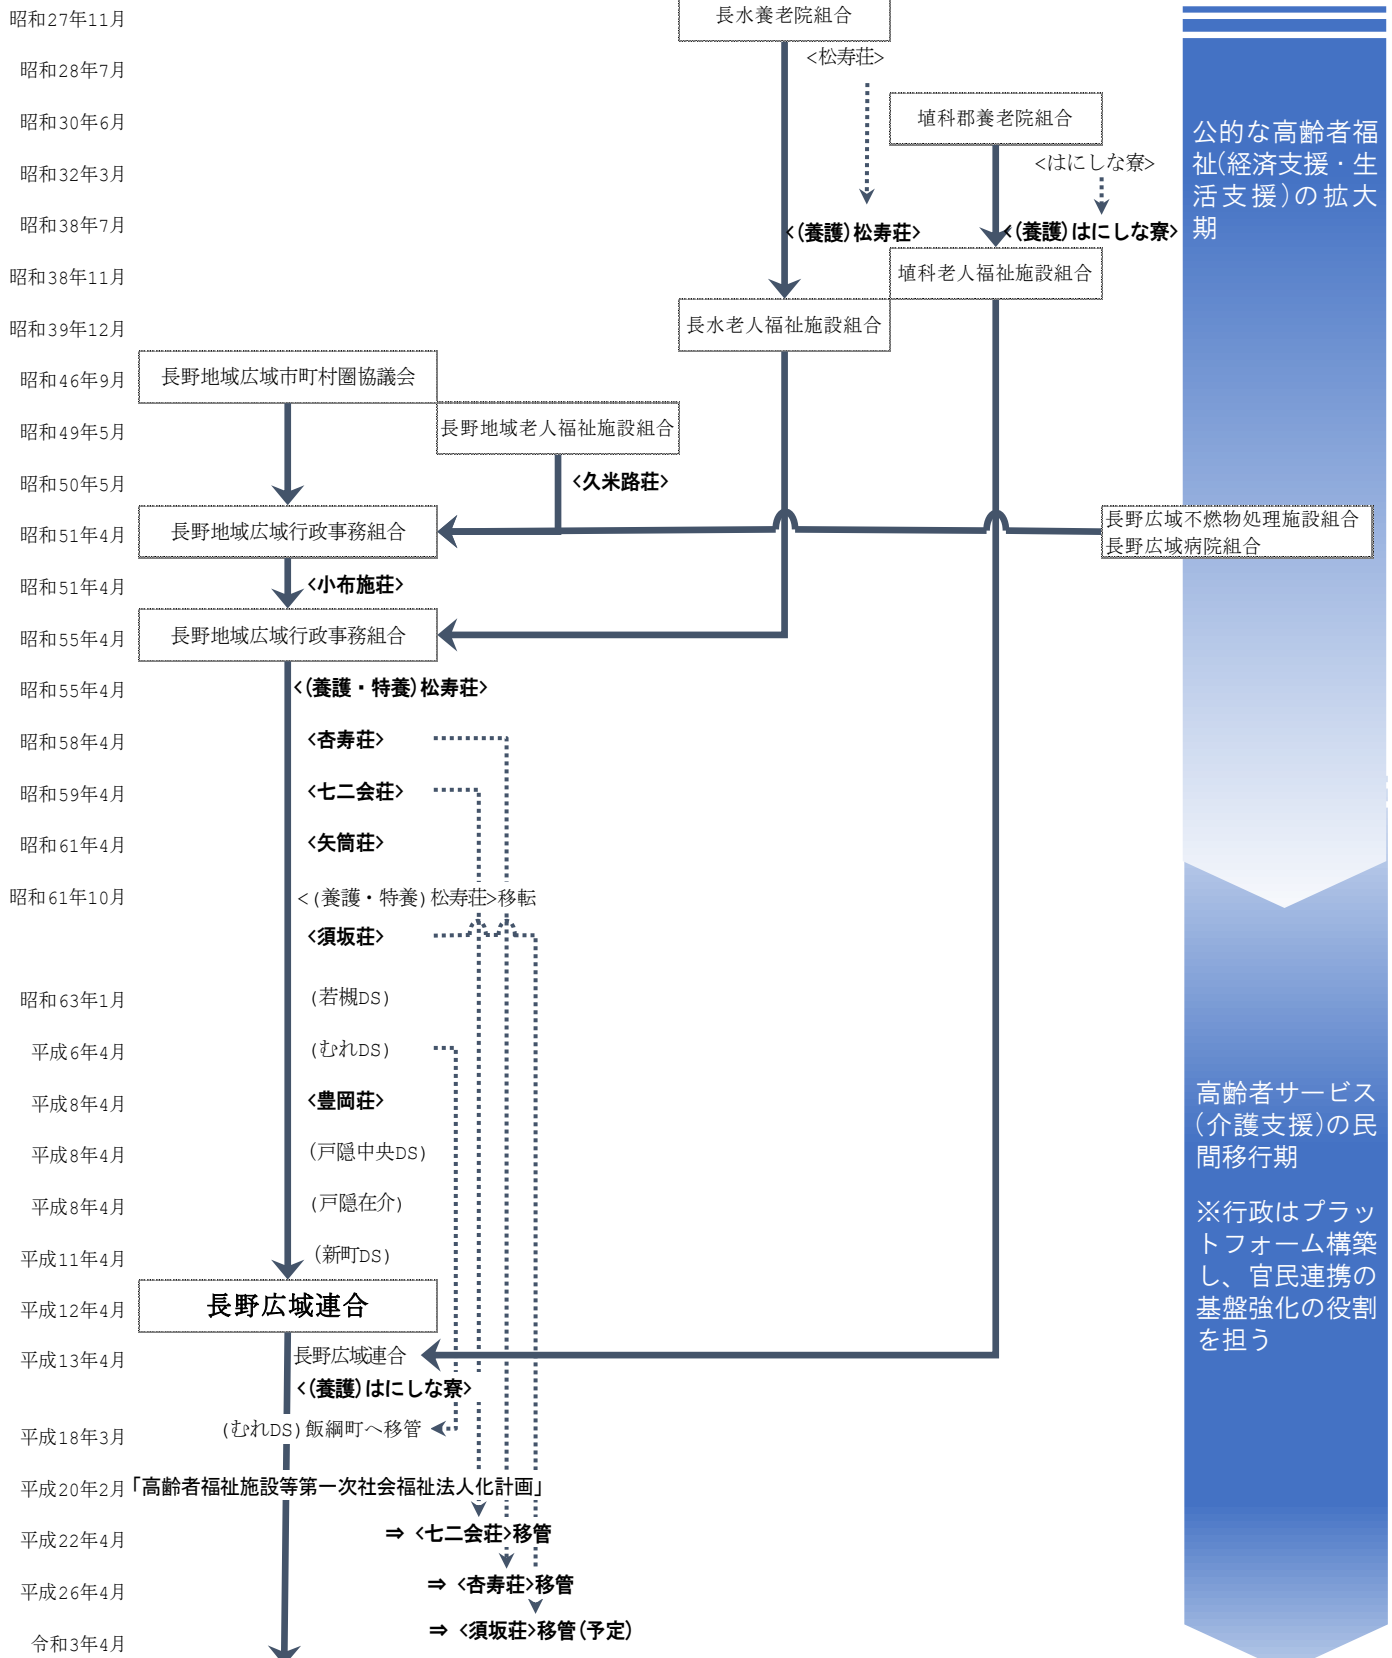 昭和27年11月
長水養老院組合
昭和28年7月
<松寿荘>
昭和30年6月
埴科郡養老院組合
昭和32年3月
<はにしな寮>
昭和38年7月
<(養護)松寿荘>
<(養護)はにしな寮>
昭和38年11月
埴科老人福祉施設組合
昭和39年12月
長水老人福祉施設組合
昭和46年9月
長野地域広域市町村圏協議会
昭和49年5月
長野地域老人福祉施設組合
昭和50年5月
<久米路荘>
昭和51年4月
長野地域広域行政事務組合
長野広域不燃物処理施設組合
長野広域病院組合
昭和51年4月
<小布施荘>
昭和55年4月
長野地域広域行政事務組合
昭和55年4月
<(養護・特養)松寿荘>
昭和58年4月
<杏寿荘>
昭和59年4月
<七二会荘>
昭和61年4月
<矢筒荘>
昭和61年10月
<(養護・特養)松寿荘>移転
<須坂荘>
昭和63年1月
(若槻DS)
平成6年4月
(むれDS)
平成8年4月
<豊岡荘>
平成8年4月
(戸隠中央DS)
平成8年4月
(戸隠在介)
平成11年4月
(新町DS)
平成12年4月
長野広域連合
平成13年4月
長野広域連合
<(養護)はにしな寮>
平成18年3月
(むれDS)飯綱町へ移管
平成20年2月
「高齢者福祉施設等第一次社会福祉法人化計画」
平成22年4月
⇒ <七二会荘>移管
平成26年4月
⇒ <杏寿荘>移管
令和3年4月
⇒ <須坂荘>移管(予定)
公的な高齢者福
祉(経済支援・生
活支援)の拡大
期
高齢者サービス
(介護支援)の民
間移行期
※行政はプラッ
トフォーム構築
し、官民連携の
基盤強化の役割
を担う